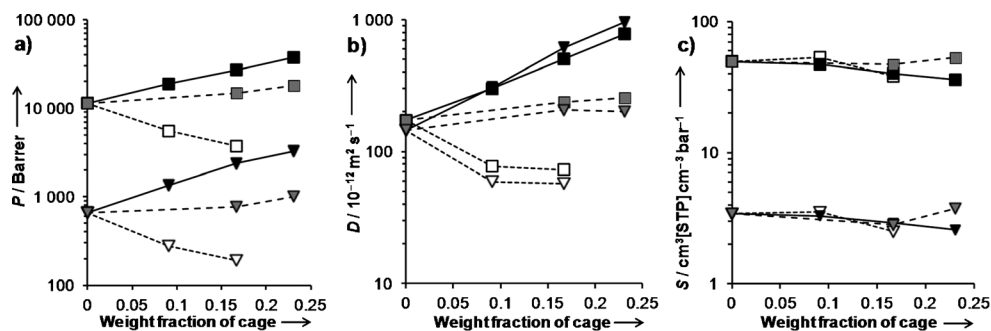 a)
P / Barrer
100 000
10 000
1 000
100
0 0.05 0.1 0.15 0.2 0.25
Weight fraction of cage
b)
D / 10⁻¹² m² s⁻¹
1 000
100
10
0 0.05 0.1 0.15 0.2 0.25
Weight fraction of cage
c)
S / cm³[STP] cm⁻³ bar⁻¹
100
10
1
0 0.05 0.1 0.15 0.2 0.25
Weight fraction of cage